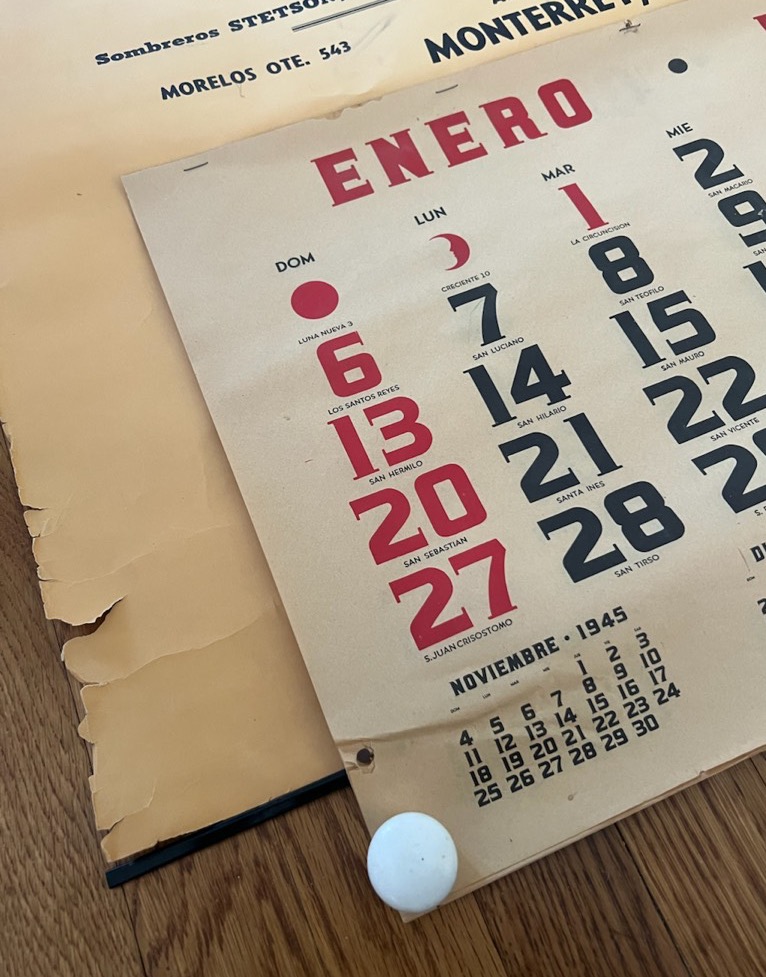 Sombreros STETSON
MORELOS OTE. 543
MONTERREY,
ENERO
DOM LUN MAR MIE
1 2
LUNA NUEVA 3 CRECIENTE 10 LA CIRCUNCISION SAN MACARIO
6 7 8 9
LOS SANTOS REYES SAN LUCIANO SAN TEOFILO SAN
13 14 15 1
SAN HERMILO SAN HILARIO SAN MAURO
20 21 22
SAN SEBASTIAN SANTA INES SAN VICENTE
27 28 2
S. JUAN CRISOSTOMO SAN TIRSO S.
NOVIEMBRE • 1945
1 2 3
4 5 6 7 8 9 10
11 12 13 14 15 16 17
18 19 20 21 22 23 24
25 26 27 28 29 30